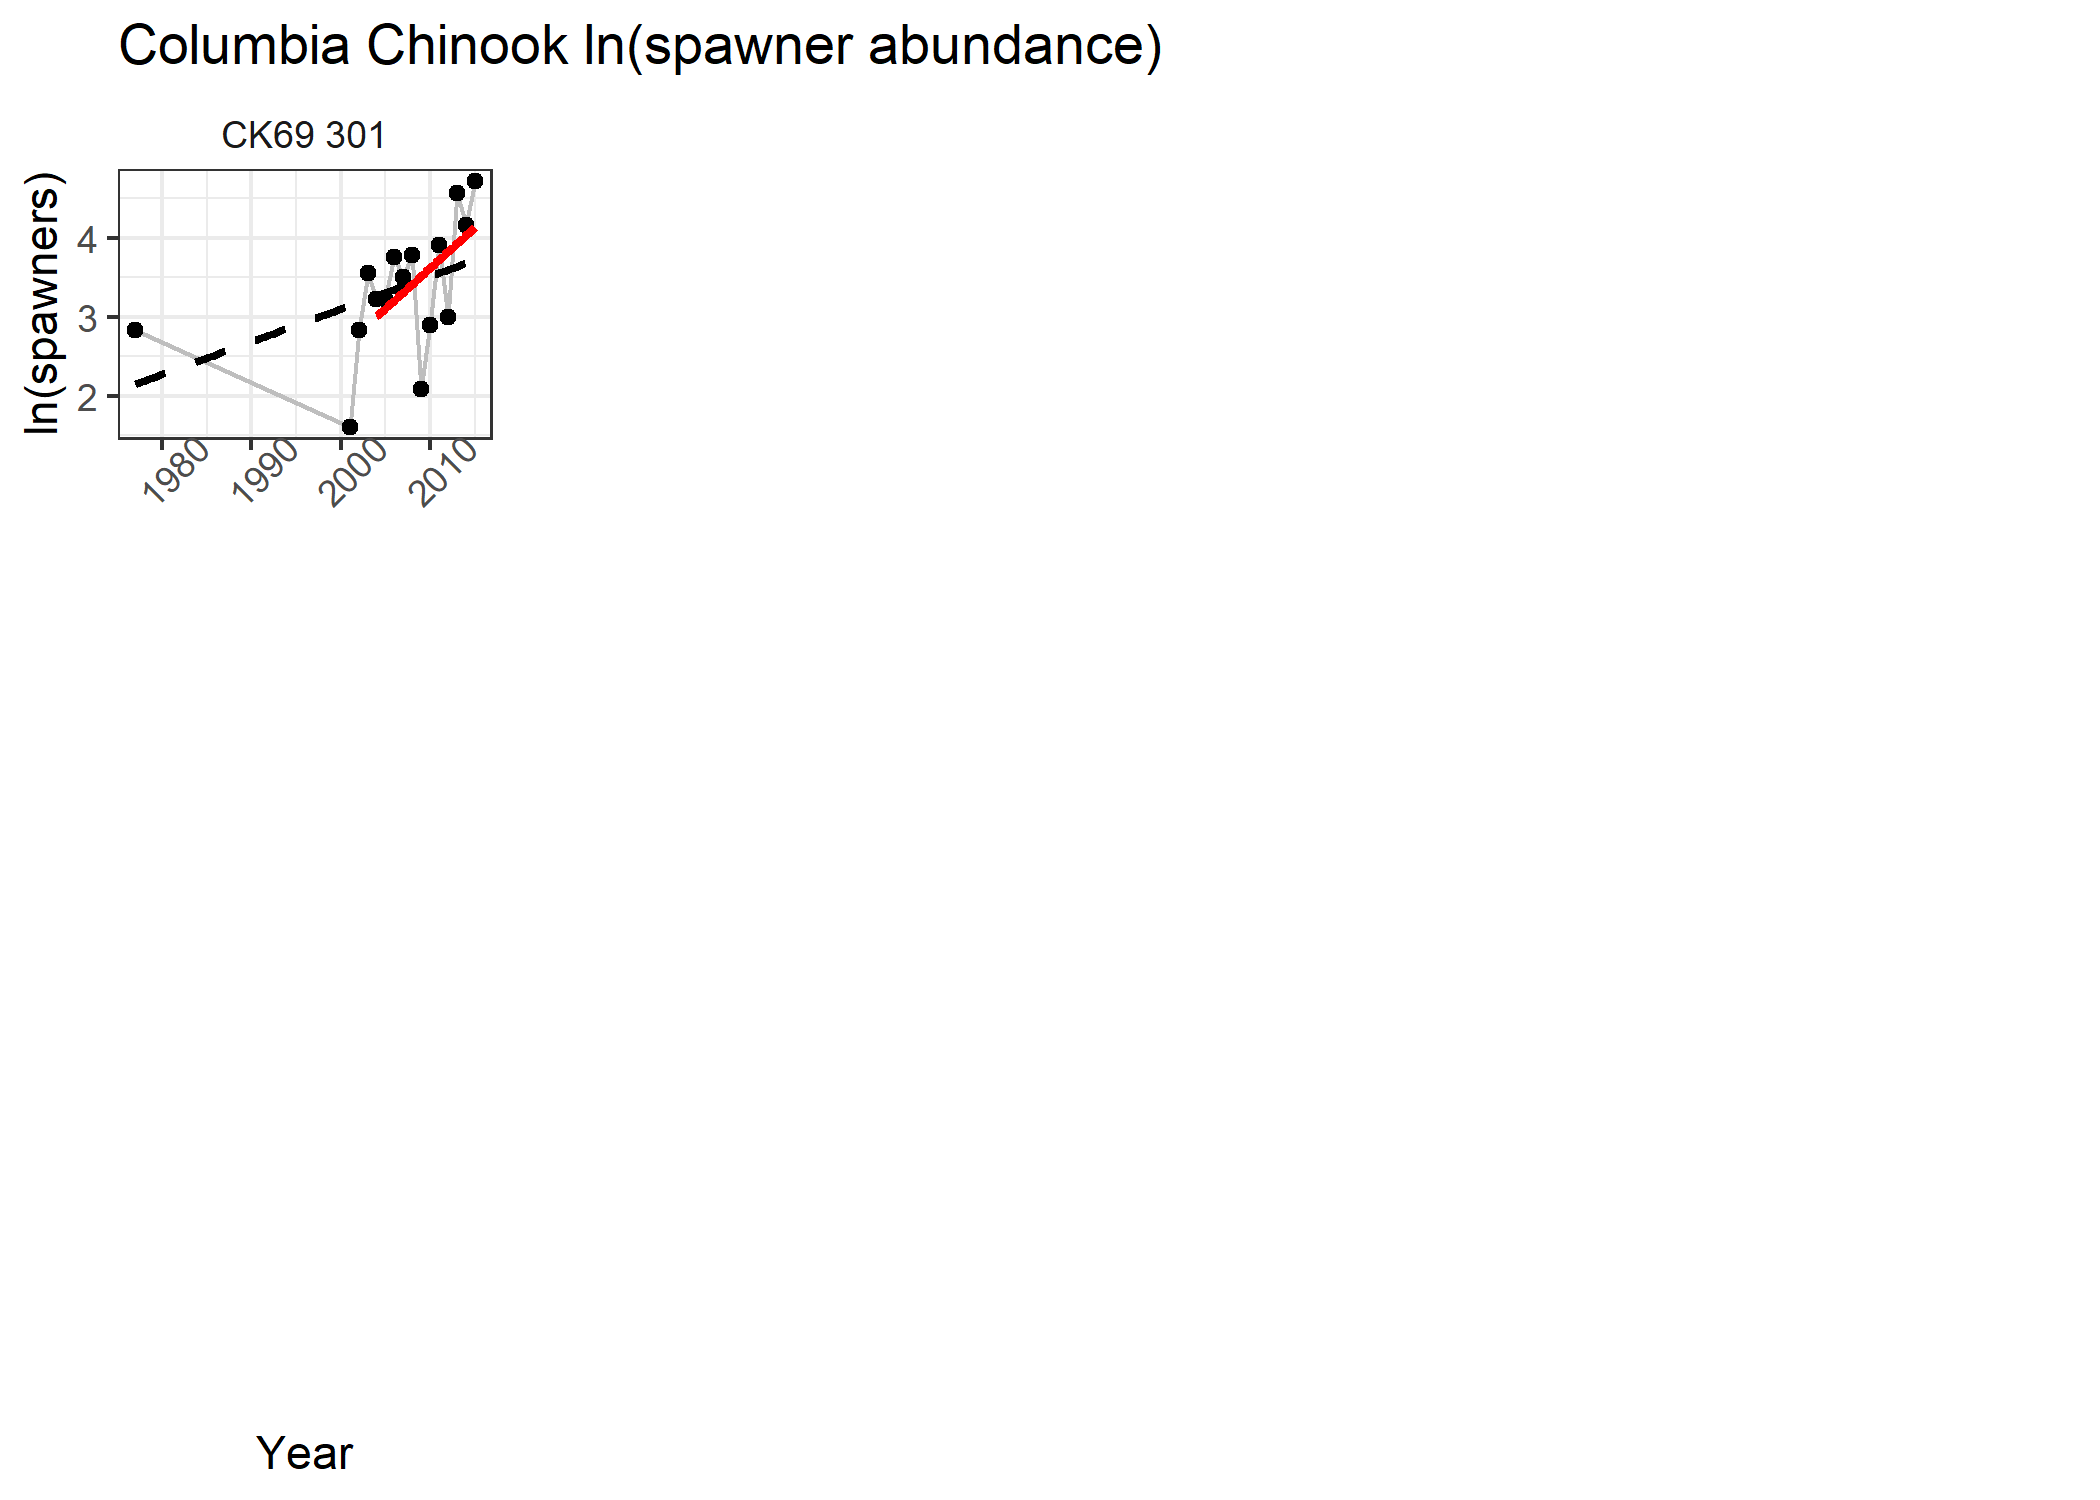 Columbia Chinook ln(spawner abundance)
CK69 301
ln(spawners)
4
3
2
1980
1990
2000
2010
Year